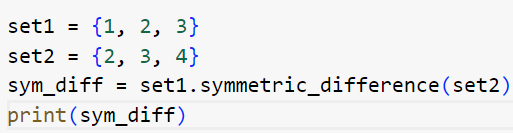 set1 = {1, 2, 3}
set2 = {2, 3, 4}
sym_diff = set1.symmetric_difference(set2)
print(sym_diff)